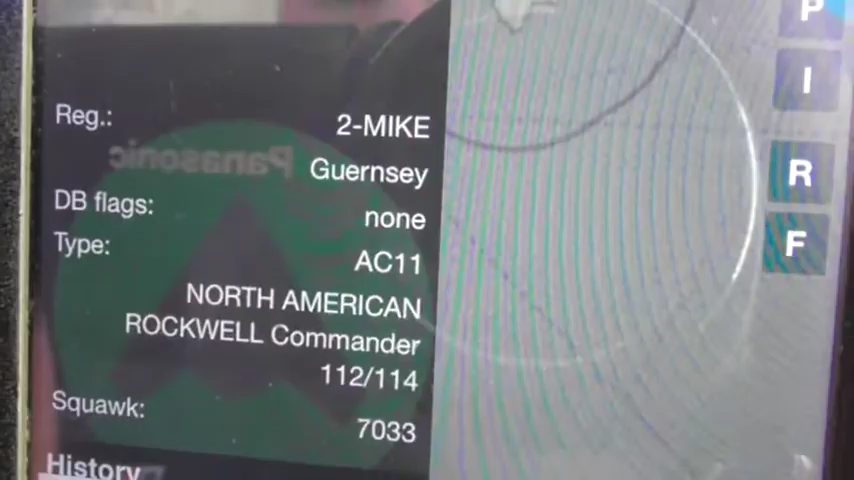 P
I
Reg.: 2-MIKE
Panasonic
Guernsey
R
DB flags: none
F
Type: AC11
NORTH AMERICAN
ROCKWELL Commander
112/114
Squawk: 7033
History